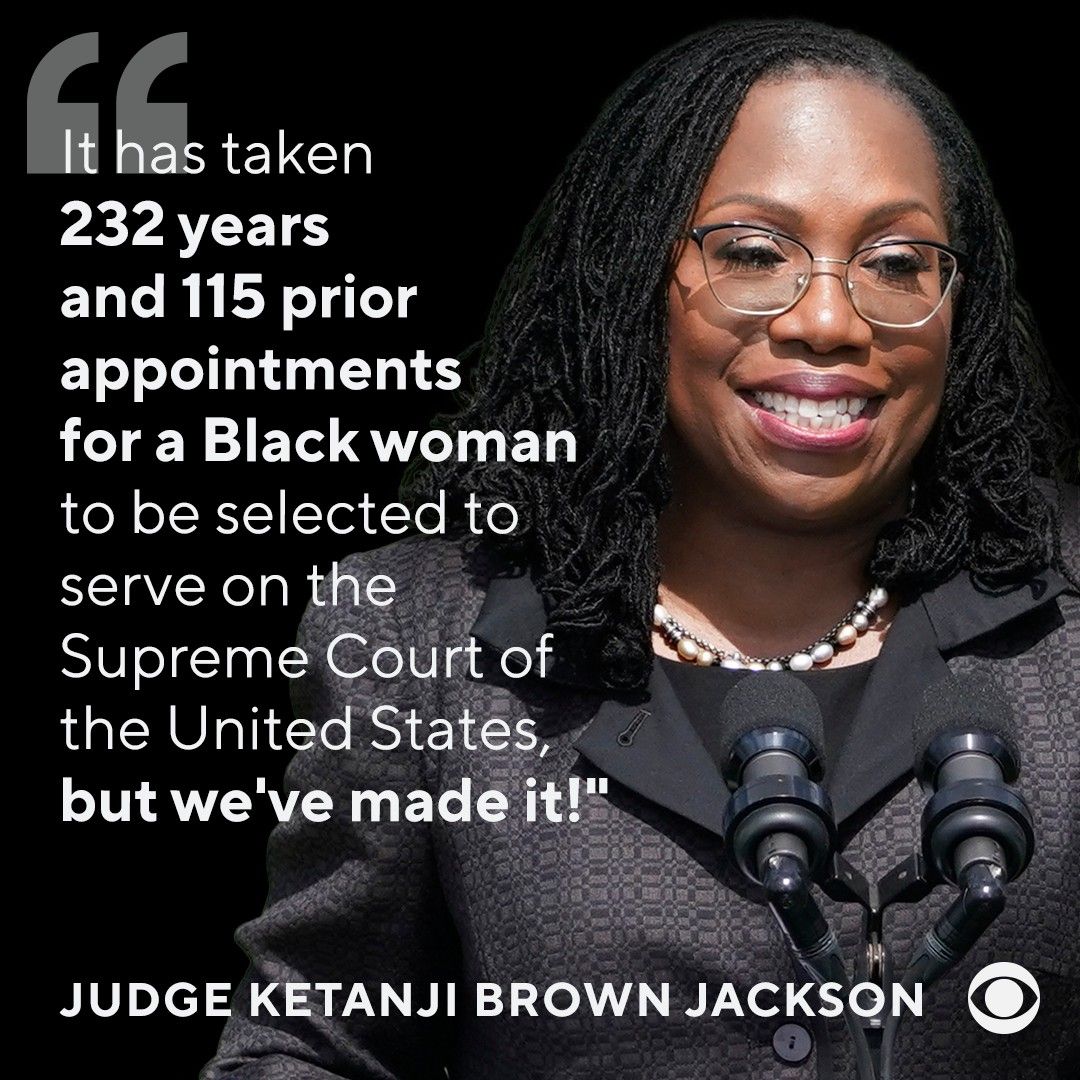 “
It has taken
232 years
and 115 prior
appointments
for a Black woman
to be selected to
serve on the
Supreme Court of
the United States,
but we've made it!"
JUDGE KETANJI BROWN JACKSON